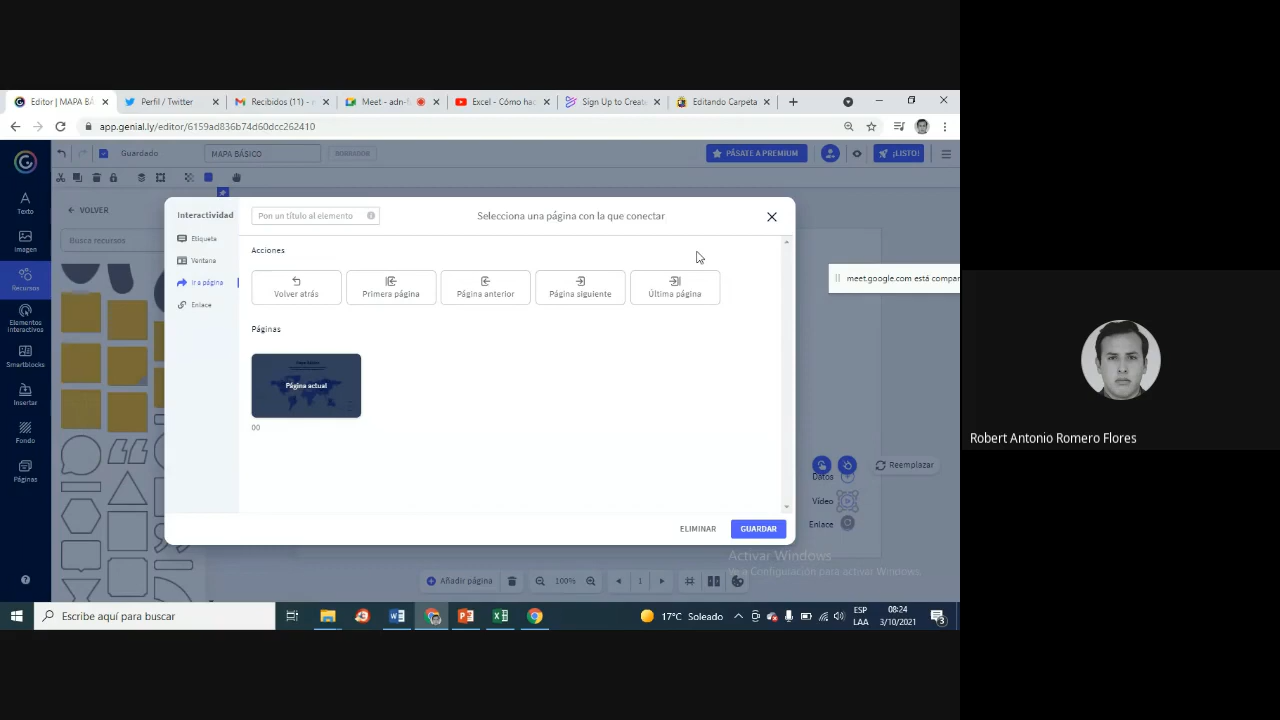 Editor | MAPA BÁ
Perfil / Twitter
Recibidos (11) -
Meet - adn-
Excel - Cómo ha
Sign Up to Creat
Editando Carpeta
app.genial.ly/editor/6159ad836b74d60dcc262410
Guardado
MAPA BÁSICO
BORRADOR
PÁSATE A PREMIUM
¡LISTO!
Texto
Imagen
Recursos
Elementos
Interactivos
Smartblocks
Insertar
Fondo
Páginas
VOLVER
Busca recursos
Interactividad
Etiqueta
Ventana
Ir a página
Enlace
Pon un título al elemento
Selecciona una página con la que conectar
Acciones
Volver atrás
Primera página
Página anterior
Página siguiente
Última página
Páginas
Página actual
00
ELIMINAR
GUARDAR
meet.google.com está compar
Reemplazar
Datos
Vídeo
Enlace
Activar Windows
Ve a Configuración para activar Windows.
Añadir página
100%
1
Escribe aquí para buscar
17°C Soleado
ESP
LAA
08:24
3/10/2021
3
Robert Antonio Romero Flores